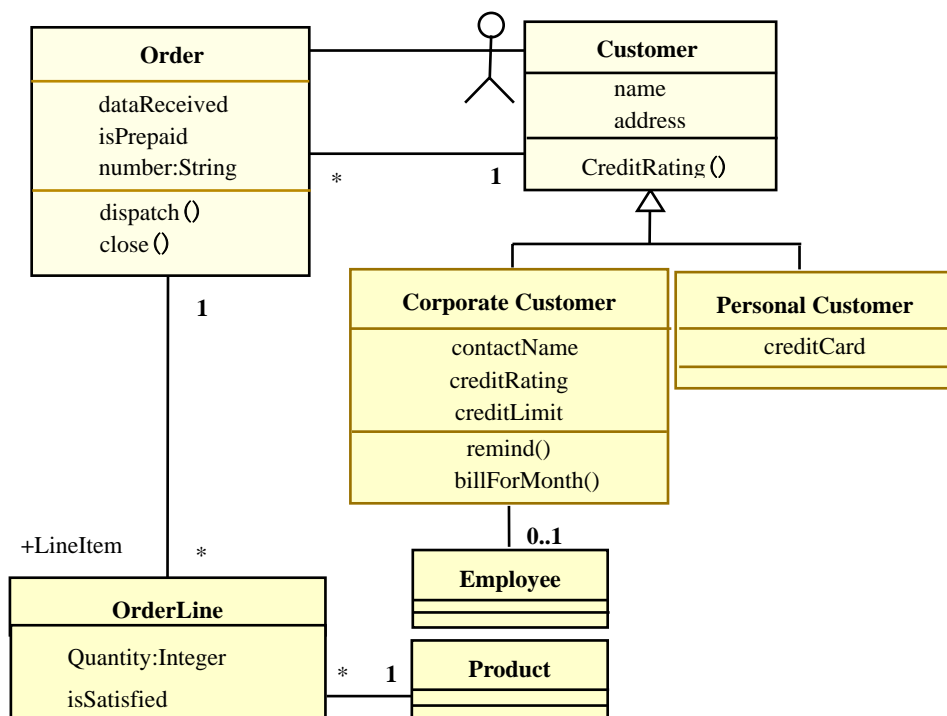 Order
dataReceived
isPrepaid
number:String
dispatch()
close()
Customer
name
address
CreditRating()
*
1
1
Corporate Customer
contactName
creditRating
creditLimit
remind()
billForMonth()
Personal Customer
creditCard
0..1
Employee
+LineItem
*
OrderLine
Quantity:Integer
isSatisfied
*
1
Product